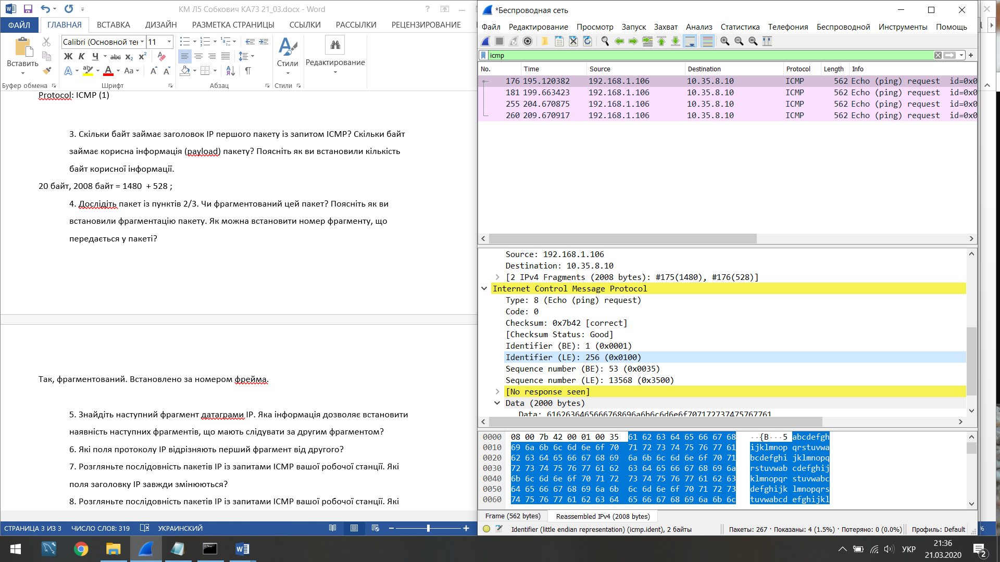 КМ Л5 Собкович КА73 21_03.docx - Word
ФАЙЛ ГЛАВНАЯ ВСТАВКА ДИЗАЙН РАЗМЕТКА СТРАНИЦЫ ССЫЛКИ РАССЫЛКИ РЕЦЕНЗИРОВАНИЕ
Calibri (Основной тег 11
Вставить
Стили
Редактирование
Буфер обмена Шрифт Абзац Стили
Protocol: ICMP (1)
3. Скільки байт займає заголовок IP першого пакету із запитом ICMP? Скільки байт
займає корисна інформація (payload) пакету? Поясніть як ви встановили кількість
байт корисної інформації.
20 байт, 2008 байт = 1480 + 528 ;
4. Дослідіть пакет із пунктів 2/3. Чи фрагментований цей пакет? Поясніть як ви
встановили фрагментацію пакету. Як можна встановити номер фрагменту, що
передається у пакеті?
Так, фрагментований. Встановлено за номером фрейма.
5. Знайдіть наступний фрагмент датаграми IP. Яка інформація дозволяє встановити
наявність наступних фрагментів, що мають слідувати за другим фрагментом?
6. Які поля протоколу IP відрізняють перший фрагмент від другого?
7. Розгляньте послідовність пакетів IP із запитами ICMP вашої робочої станції. Які
поля заголовку IP завжди змінюються?
8. Розгляньте послідовність пакетів IP із запитами ICMP вашої робочої станції. Які
СТРАНИЦА 3 ИЗ 3 ЧИСЛО СЛОВ: 319 УКРАИНСКИЙ
*Беспроводная сеть
Файл Редактирование Просмотр Запуск Захват Анализ Статистика Телефония Беспроводной Инструменты Помощь
icmp
No. Time Source Destination Protocol Length Info
176 195.120382 192.168.1.106 10.35.8.10 ICMP 562 Echo (ping) request id=0x0
181 199.663423 192.168.1.106 10.35.8.10 ICMP 562 Echo (ping) request id=0x0
255 204.670875 192.168.1.106 10.35.8.10 ICMP 562 Echo (ping) request id=0x0
260 209.670917 192.168.1.106 10.35.8.10 ICMP 562 Echo (ping) request id=0x0
Source: 192.168.1.106
Destination: 10.35.8.10
[2 IPv4 Fragments (2008 bytes): #175(1480), #176(528)]
Internet Control Message Protocol
Type: 8 (Echo (ping) request)
Code: 0
Checksum: 0x7b42 [correct]
[Checksum Status: Good]
Identifier (BE): 1 (0x0001)
Identifier (LE): 256 (0x0100)
Sequence number (BE): 53 (0x0035)
Sequence number (LE): 13568 (0x3500)
[No response seen]
Data (2000 bytes)
Data: 6162636465666768696a6b6c6d6e6f707172737475767761
0000 08 00 7b 42 00 01 00 35 61 62 63 64 65 66 67 68 ··{B···5 abcdefgh
0010 69 6a 6b 6c 6d 6e 6f 70 71 72 73 74 75 76 77 61 ijklmnop qrstuvwa
0020 62 63 64 65 66 67 68 69 6a 6b 6c 6d 6e 6f 70 71 bcdefghi jklmnopq
0030 72 73 74 75 76 77 61 62 63 64 65 66 67 68 69 6a rstuvwab cdefghij
0040 6b 6c 6d 6e 6f 70 71 72 73 74 75 76 77 61 62 63 klmnopqr stuvwabc
0050 64 65 66 67 68 69 6a 6b 6c 6d 6e 6f 70 71 72 73 defghijk lmnopqrs
0060 74 75 76 77 61 62 63 64 65 66 67 68 69 6a 6b 6c tuvwabcd efghijkl
Frame (562 bytes) Reassembled IPv4 (2008 bytes)
Identifier (little endian representation) (icmp.ident), 2 байты Пакеты: 267 · Показаны: 4 (1.5%) · Потеряно: 0 (0.0%) Профиль: Default
%
УКР 21:36
21.03.2020
2